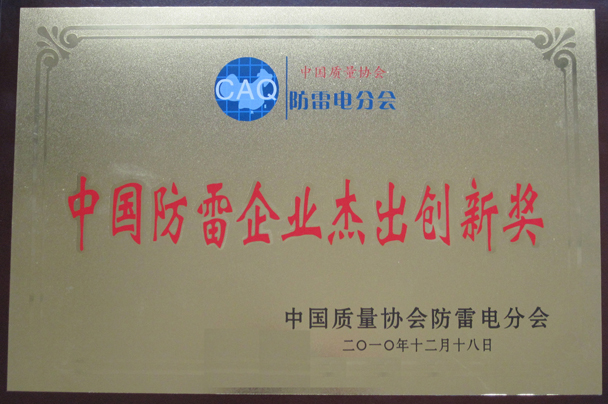 中国质量协会
CAQ
防雷电分会
中国防雷企业杰出创新奖
中国质量协会防雷电分会
二〇一〇年十二月十八日